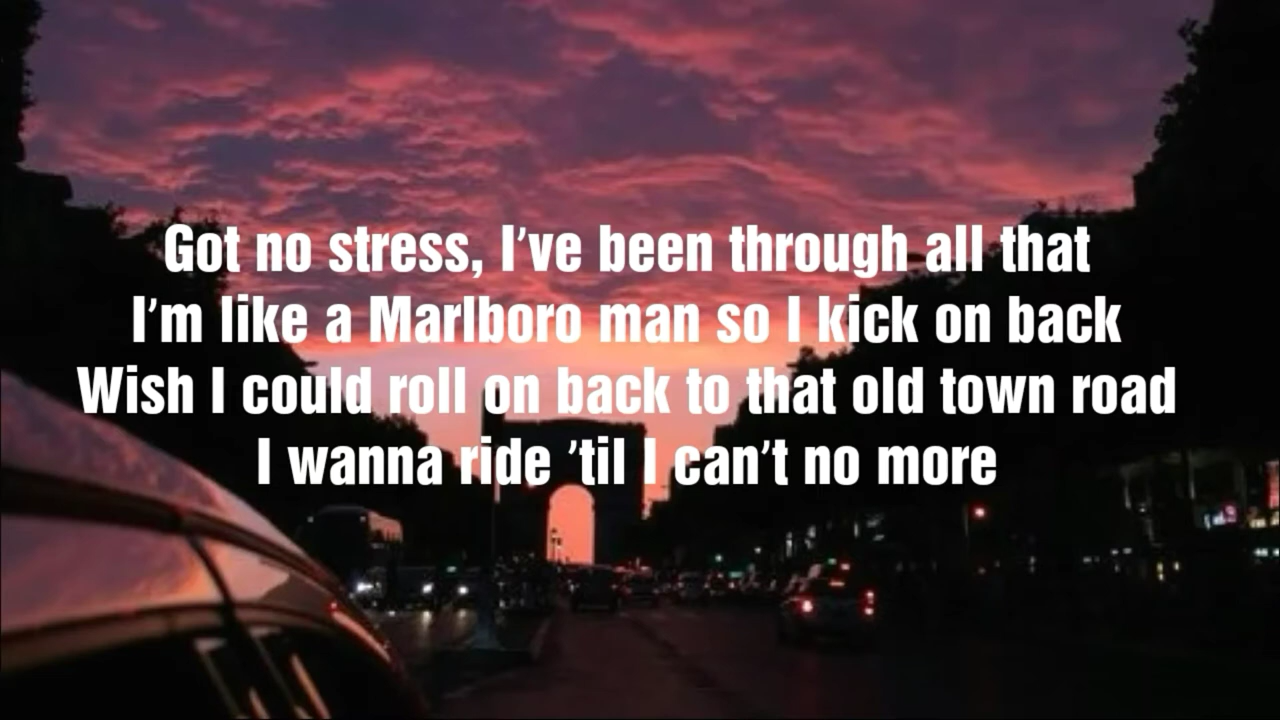 Got no stress, I've been through all that
I'm like a Marlboro man so I kick on back
Wish I could roll on back to that old town road
I wanna ride 'til I can't no more